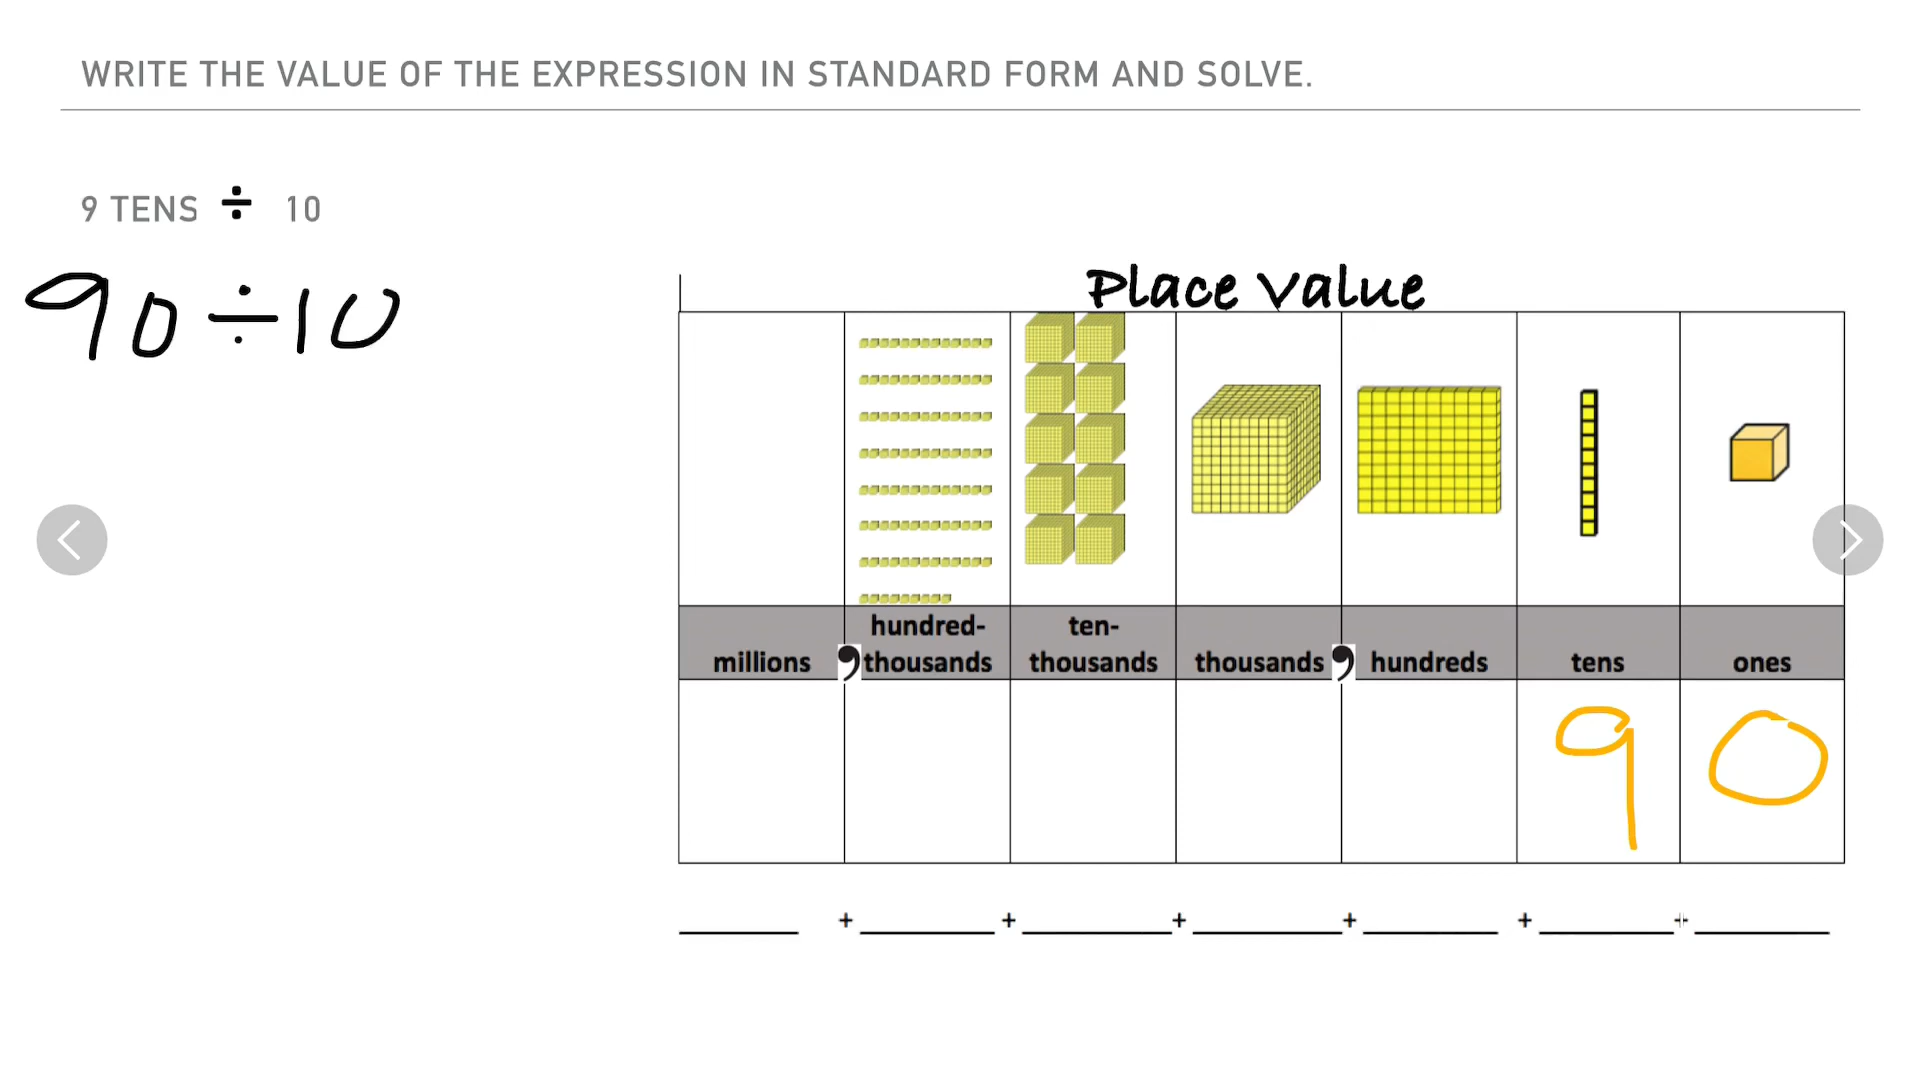 WRITE THE VALUE OF THE EXPRESSION IN STANDARD FORM AND SOLVE.
9 TENS ÷ 10
90÷10
Place Value
millions , hundred-thousands ten-thousands thousands , hundreds tens ones
9 0
+ + + + + +